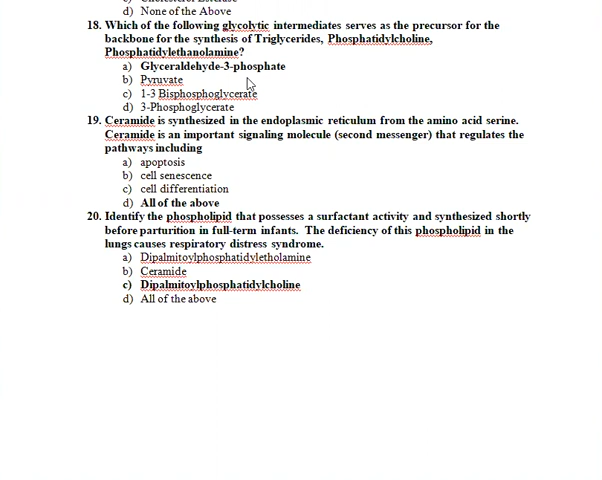 d) None of the Above
18. Which of the following glycolytic intermediates serves as the precursor for the
backbone for the synthesis of Triglycerides, Phosphatidylcholine,
Phosphatidylethanolamine?
a) Glyceraldehyde-3-phosphate
b) Pyruvate
c) 1-3 Bisphosphoglycerate
d) 3-Phosphoglycerate
19. Ceramide is synthesized in the endoplasmic reticulum from the amino acid serine.
Ceramide is an important signaling molecule (second messenger) that regulates the
pathways including
a) apoptosis
b) cell senescence
c) cell differentiation
d) All of the above
20. Identify the phospholipid that possesses a surfactant activity and synthesized shortly
before parturition in full-term infants. The deficiency of this phospholipid in the
lungs causes respiratory distress syndrome.
a) Dipalmitoylphosphatidyletholamine
b) Ceramide
c) Dipalmitoylphosphatidylcholine
d) All of the above